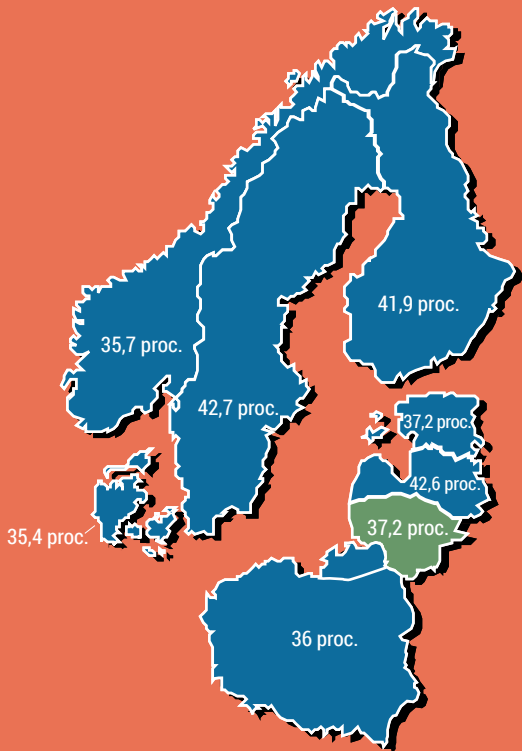 41,9 proc.
35,7 proc.
42,7 proc.
37,2 proc.
42,6 proc.
37,2 proc.
35,4 proc.
36 proc.